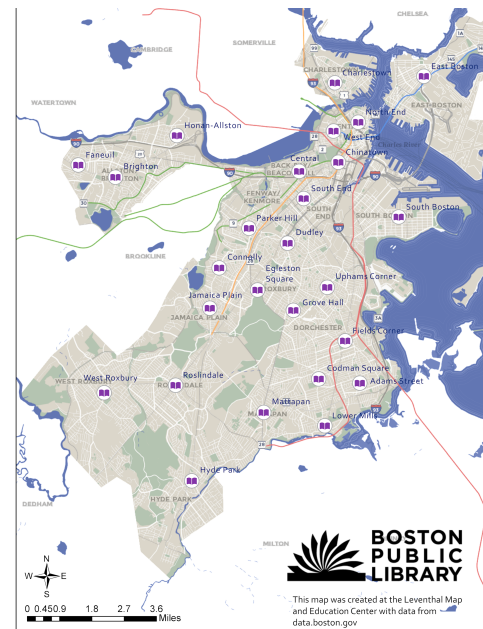 CHELSEA
SOMERVILLE
CAMBRIDGE
CHARLESTOWN
Charlestown
East Boston
EAST BOSTON
WATERTOWN
North End
Honan-Allston
West End
Charles River
Chinatown
Faneuil
Brighton
Central
BACK
BEACON HILL
FENWAY/
KENMORE
South End
SOUTH
END
South Boston
SOUTH BOSTON
Parker Hill
Dudley
BROOKLINE
Connolly
Egleston
Square
ROXBURY
Uphams Corner
Jamaica Plain
JAMAICA PLAIN
Grove Hall
DORCHESTER
Fields Corner
Codman Square
Adams Street
West Roxbury
WEST ROXBURY
Roslindale
ROSLINDALE
Mattapan
MATTAPAN
Lower Mills
Hyde Park
HYDE PARK
DEDHAM
MILTON
N
W E
S
0 0.45 0.9 1.8 2.7 3.6
Miles
BOSTON
PUBLIC
LIBRARY
This map was created at the Leventhal Map
and Education Center with data from
data.boston.gov